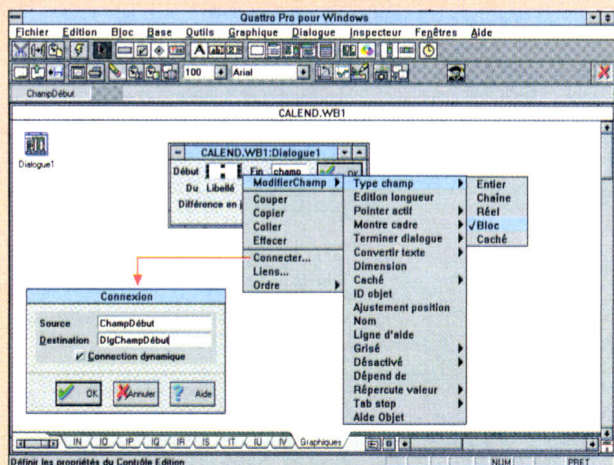 Quattro Pro pour Windows
Fichier Edition Bloc Base Outils Graphique Dialogue Inspecteur Fenêtres Aide
100 Arial
ChampDébut
CALEND.WB1
Dialogue1
CALEND.WB1:Dialogue1
Début Fin champ OK
Du Libellé
Différence en j
ModifierChamp
Couper
Copier
Coller
Effacer
Connecter...
Liens...
Ordre
Type champ
Edition longueur
Pointer actif
Montre cadre
Terminer dialogue
Convertir texte
Dimension
Caché
ID objet
Ajustement position
Nom
Ligne d'aide
Grisé
Désactivé
Dépend de
Répercute valeur
Tab stop
Aide Objet
Entier
Chaîne
Réel
√Bloc
Caché
Connexion
Source ChampDébut
Destination DlgChampDébut
Connection dynamique
OK Annuler Aide
IN IO IP IQ IR IS IT IU IV Graphiques
Définir les propriétés du Contrôle Edition NUM PRET